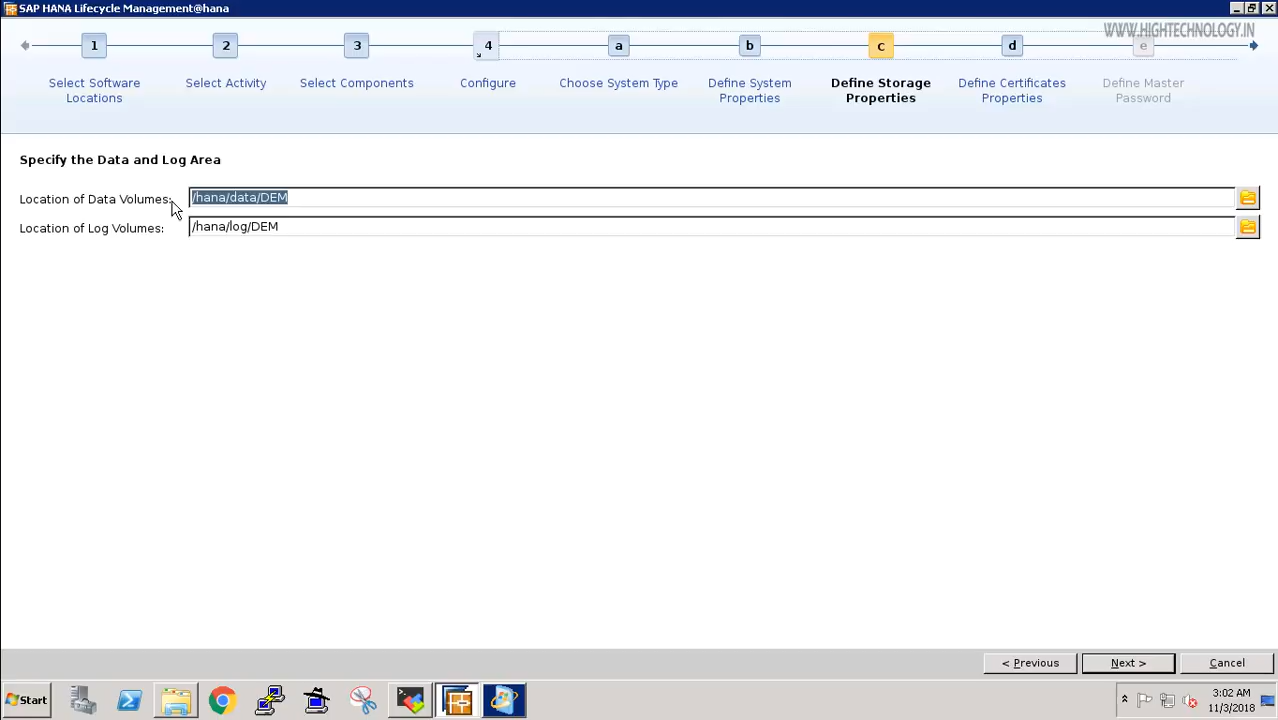 SAP HANA Lifecycle Management@hana
WWW.HIGHTECHNOLOGY.IN
1 2 3 4 a b c d e
Select Software Locations
Select Activity
Select Components
Configure
Choose System Type
Define System Properties
Define Storage Properties
Define Certificates Properties
Define Master Password
Specify the Data and Log Area
Location of Data Volumes: /hana/data/DEM
Location of Log Volumes: /hana/log/DEM
< Previous Next > Cancel
Start 3:02 AM
11/3/2018